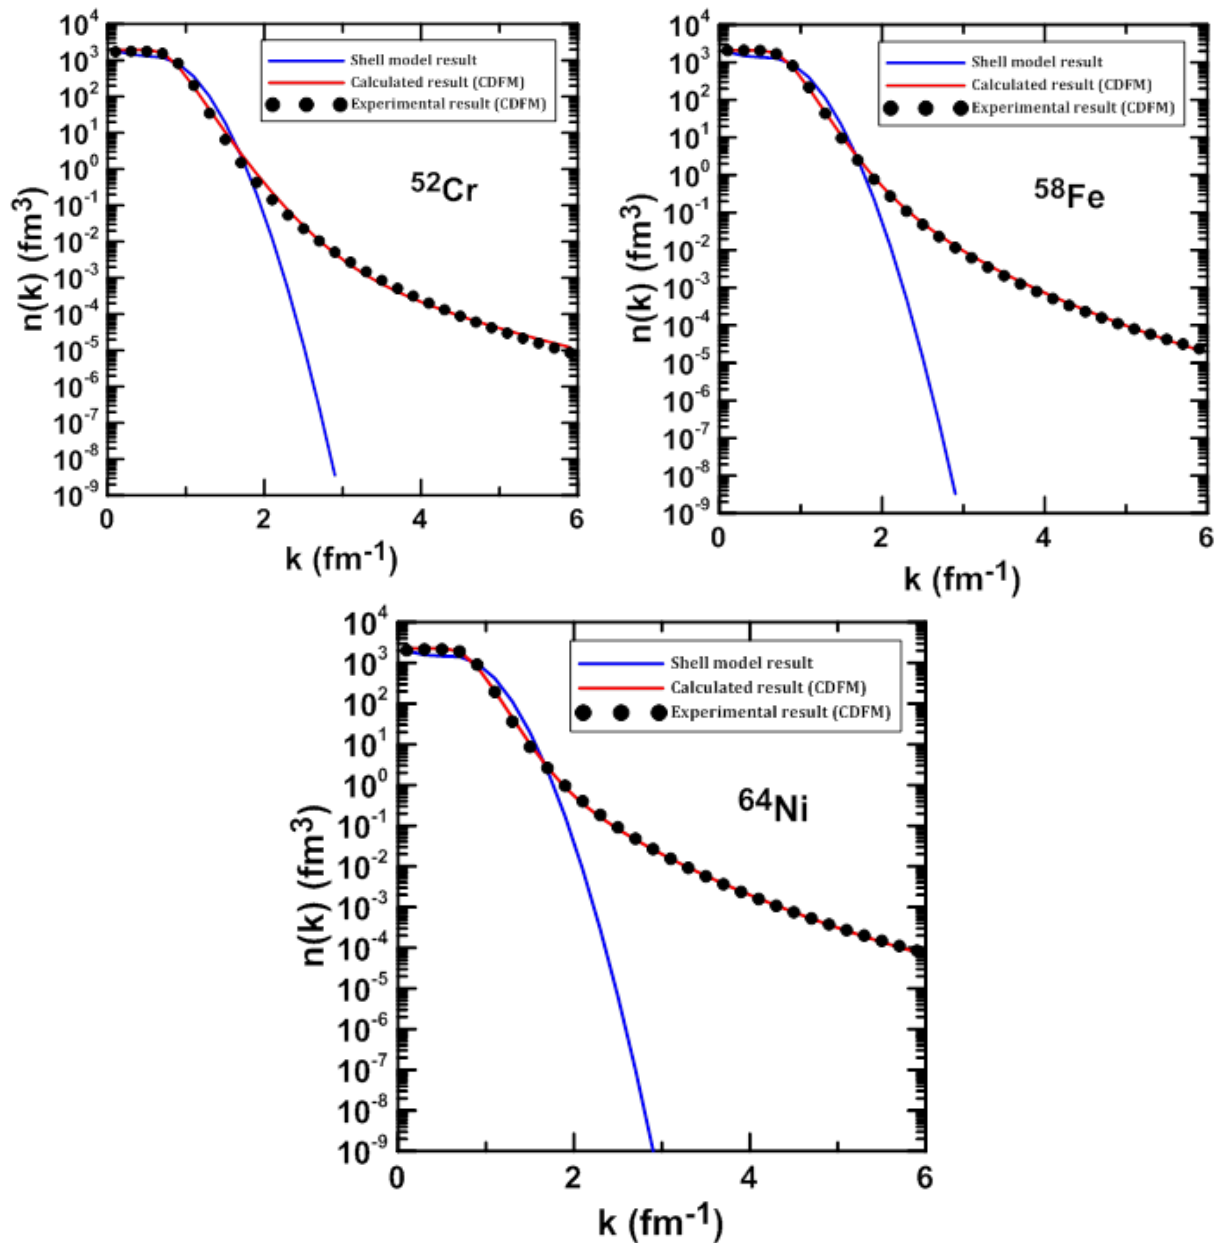 10⁴
10³
10²
10¹
10⁰
10⁻¹
10⁻²
10⁻³
10⁻⁴
10⁻⁵
10⁻⁶
10⁻⁷
10⁻⁸
10⁻⁹
n(k) (fm³)
Shell model result
Calculated result (CDFM)
Experimental result (CDFM)
⁵²Cr
0 2 4 6
k (fm⁻¹)
10⁴
10³
10²
10¹
10⁰
10⁻¹
10⁻²
10⁻³
10⁻⁴
10⁻⁵
10⁻⁶
10⁻⁷
10⁻⁸
10⁻⁹
n(k) (fm³)
Shell model result
Calculated result (CDFM)
Experimental result (CDFM)
⁵⁸Fe
0 2 4 6
k (fm⁻¹)
10⁴
10³
10²
10¹
10⁰
10⁻¹
10⁻²
10⁻³
10⁻⁴
10⁻⁵
10⁻⁶
10⁻⁷
10⁻⁸
10⁻⁹
n(k) (fm³)
Shell model result
Calculated result (CDFM)
Experimental result (CDFM)
⁶⁴Ni
0 2 4 6
k (fm⁻¹)